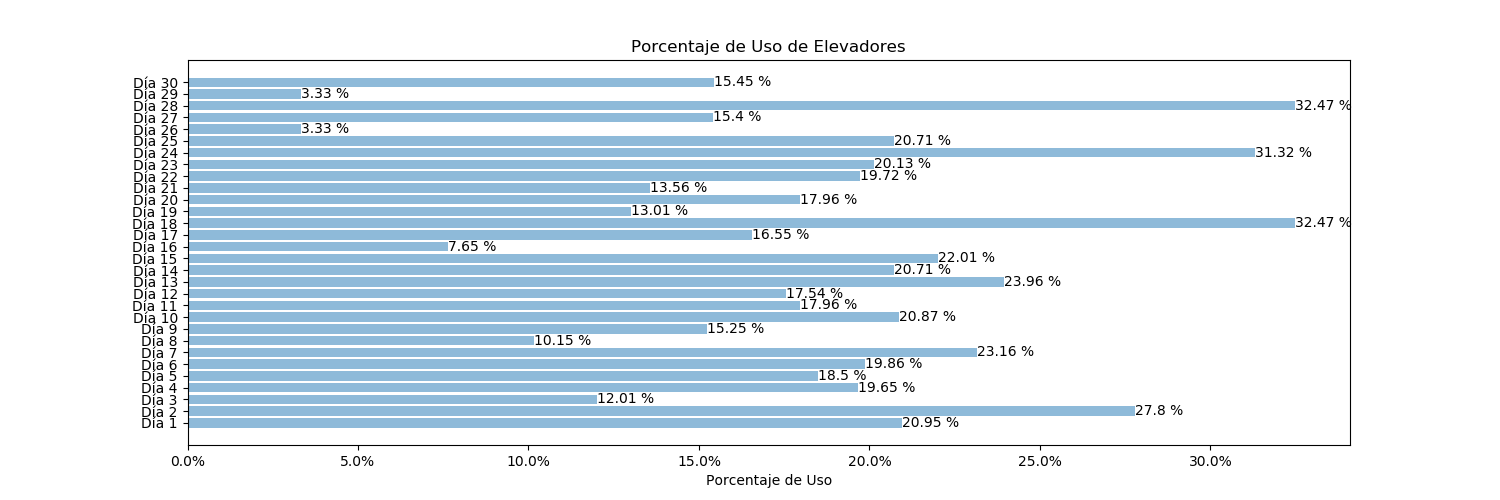 Porcentaje de Uso de Elevadores
Día 30 15.45 %
Día 29 3.33 %
Día 28 32.47 %
Día 27 15.4 %
Día 26 3.33 %
Día 25 20.71 %
Día 24 31.32 %
Día 23 20.13 %
Día 22 19.72 %
Día 21 13.56 %
Día 20 17.96 %
Día 19 13.01 %
Día 18 32.47 %
Día 17 16.55 %
Día 16 7.65 %
Día 15 22.01 %
Día 14 20.71 %
Día 13 23.96 %
Día 12 17.54 %
Día 11 17.96 %
Día 10 20.87 %
Día 9 15.25 %
Día 8 10.15 %
Día 7 23.16 %
Día 6 19.86 %
Día 5 18.5 %
Día 4 19.65 %
Día 3 12.01 %
Día 2 27.8 %
Día 1 20.95 %
0.0% 5.0% 10.0% 15.0% 20.0% 25.0% 30.0%
Porcentaje de Uso